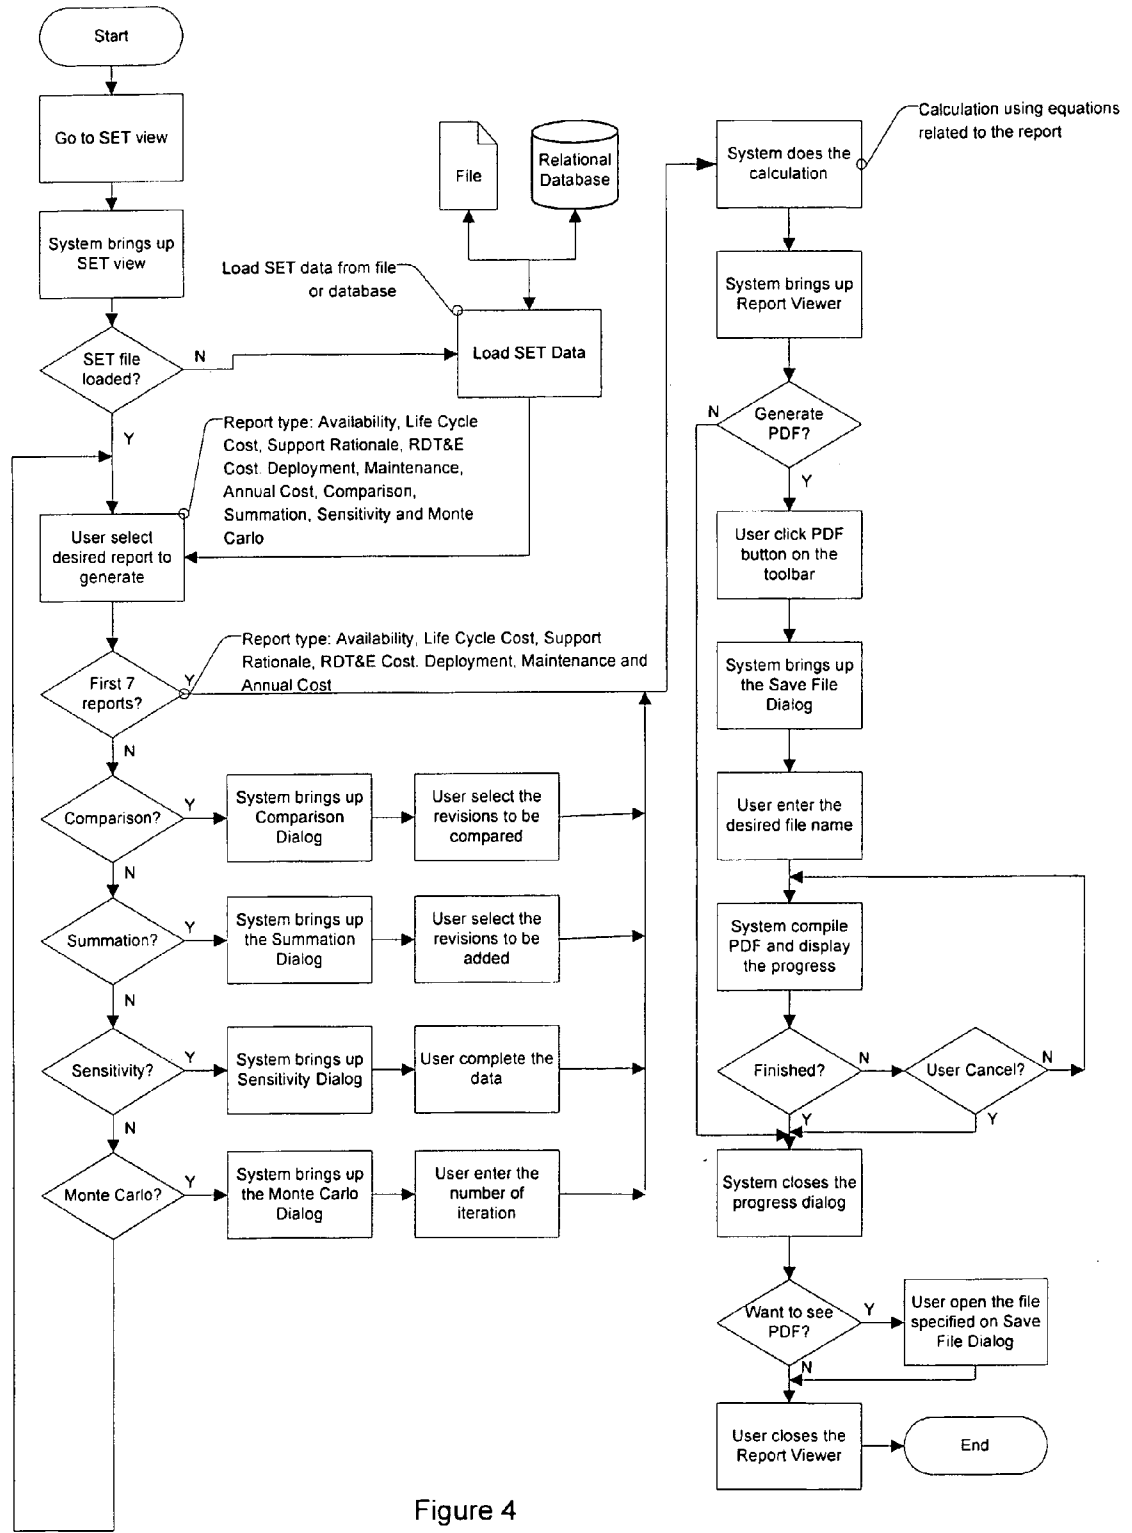 Start
Go to SET view
System brings up
SET view
SET file
loaded?
N
Y
File
Relational
Database
Load SET data from file
or database
Load SET Data
Report type: Availability, Life Cycle
Cost, Support Rationale, RDT&E
Cost. Deployment, Maintenance,
Annual Cost, Comparison,
Summation, Sensitivity and Monte
Carlo
User select
desired report to
generate
Report type: Availability, Life Cycle Cost, Support
Rationale, RDT&E Cost. Deployment, Maintenance and
Annual Cost
First 7
reports?
Y
N
Comparison?
Y
N
System brings up
Comparison
Dialog
User select the
revisions to be
compared
Summation?
Y
N
System brings up
the Summation
Dialog
User select the
revisions to be
added
Sensitivity?
Y
N
System brings up
Sensitivity Dialog
User complete the
data
Monte Carlo?
Y
System brings up
the Monte Carlo
Dialog
User enter the
number of
iteration
Calculation using equations
related to the report
System does the
calculation
System brings up
Report Viewer
Generate
PDF?
N
Y
User click PDF
button on the
toolbar
System brings up
the Save File
Dialog
User enter the
desired file name
System compile
PDF and display
the progress
Finished?
N
Y
User Cancel?
N
Y
System closes the
progress dialog
Want to see
PDF?
Y
N
User open the file
specified on Save
File Dialog
User closes the
Report Viewer
End
Figure 4